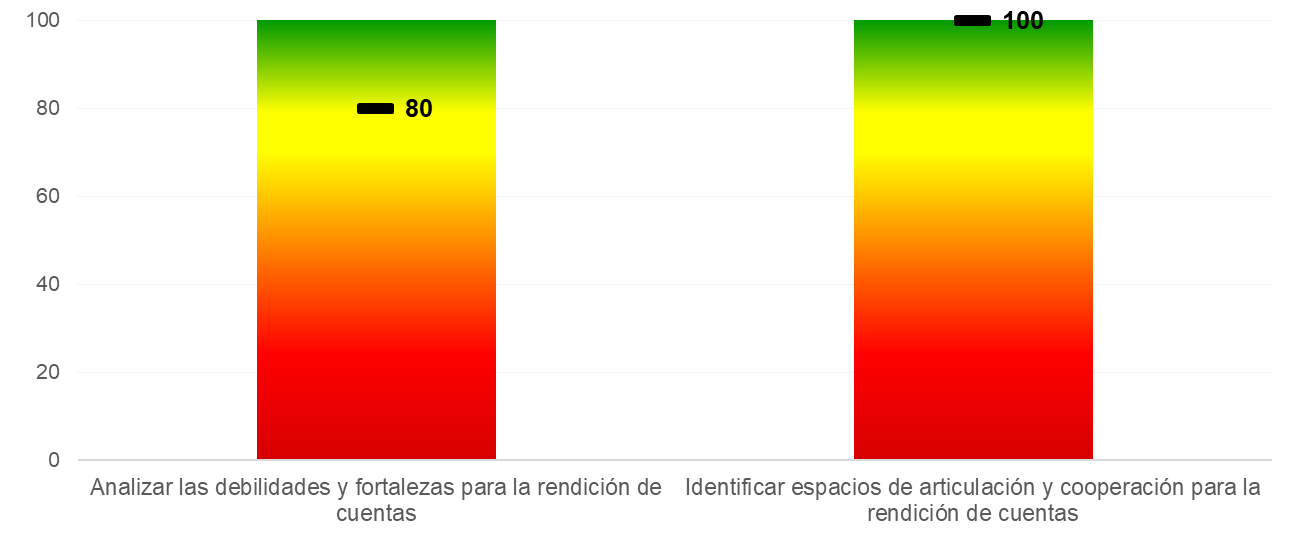 100
80
60
40
20
0
80
100
Analizar las debilidades y fortalezas para la rendición de
cuentas
Identificar espacios de articulación y cooperación para la
rendición de cuentas